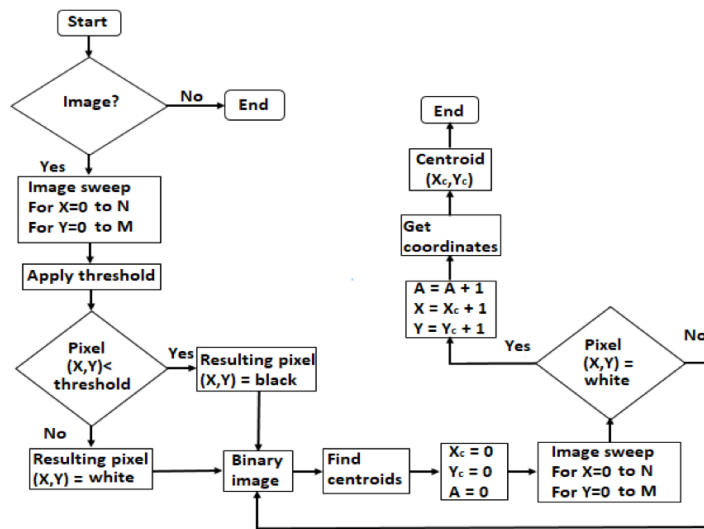 Start
Image?
No
End
Yes
Image sweep
For X=0 to N
For Y=0 to M
Apply threshold
Pixel
(X,Y)<
threshold
Yes
Resulting pixel
(X,Y) = black
No
Resulting pixel
(X,Y) = white
Binary
image
Find
centroids
Xc = 0
Yc = 0
A = 0
Image sweep
For X=0 to N
For Y=0 to M
Pixel
(X,Y) =
white
No
Yes
A = A + 1
X = Xc + 1
Y = Yc + 1
Get
coordinates
Centroid
(Xc,Yc)
End